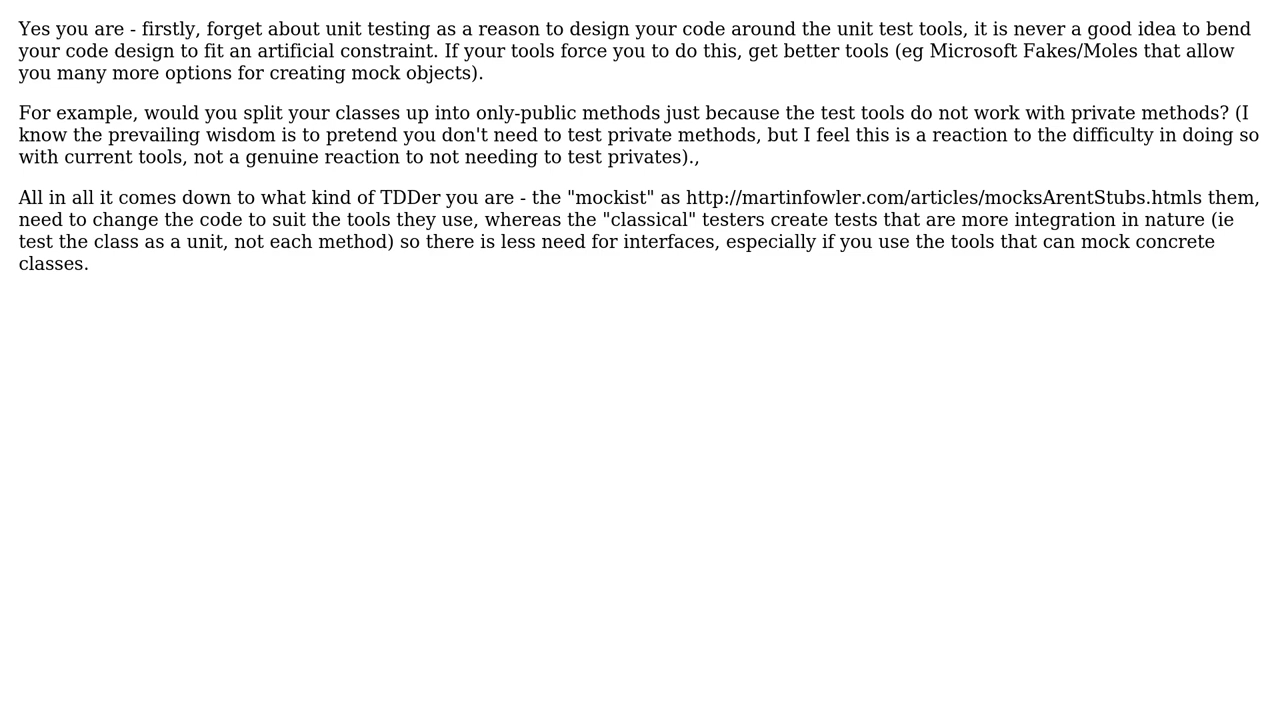 Yes you are - firstly, forget about unit testing as a reason to design your code around the unit test tools, it is never a good idea to bend
your code design to fit an artificial constraint. If your tools force you to do this, get better tools (eg Microsoft Fakes/Moles that allow
you many more options for creating mock objects).
For example, would you split your classes up into only-public methods just because the test tools do not work with private methods? (I
know the prevailing wisdom is to pretend you don't need to test private methods, but I feel this is a reaction to the difficulty in doing so
with current tools, not a genuine reaction to not needing to test privates).,
All in all it comes down to what kind of TDDer you are - the "mockist" as http://martinfowler.com/articles/mocksArentStubs.htmls them,
need to change the code to suit the tools they use, whereas the "classical" testers create tests that are more integration in nature (ie
test the class as a unit, not each method) so there is less need for interfaces, especially if you use the tools that can mock concrete
classes.